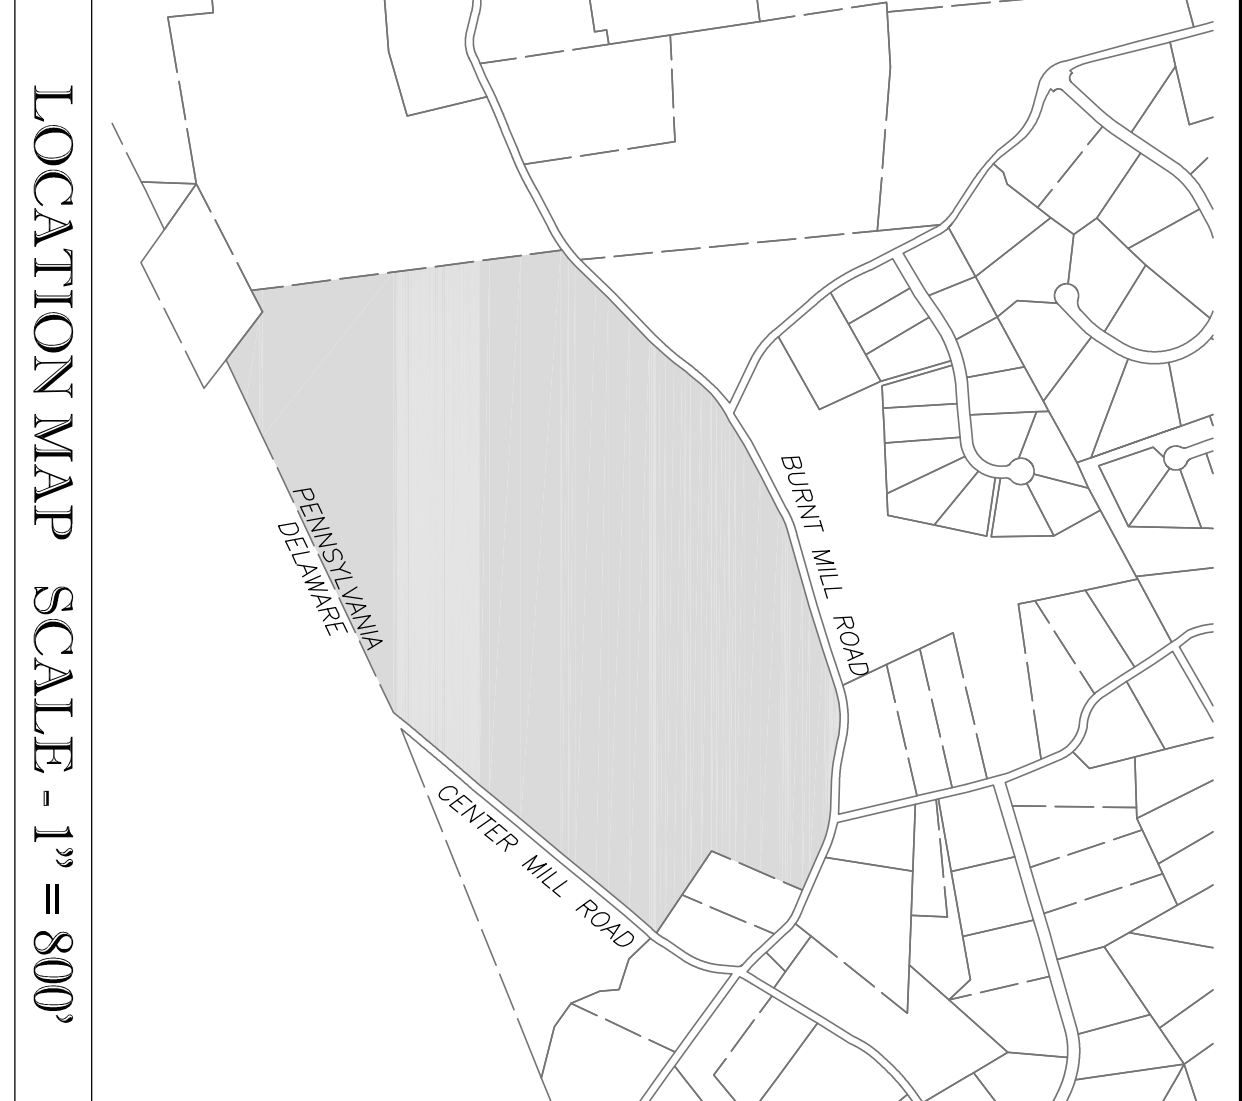 LOCATION MAP SCALE - 1” = 800’
BURNT MILL ROAD
PENNSYLVANIA
DELAWARE
CENTER MILL ROAD